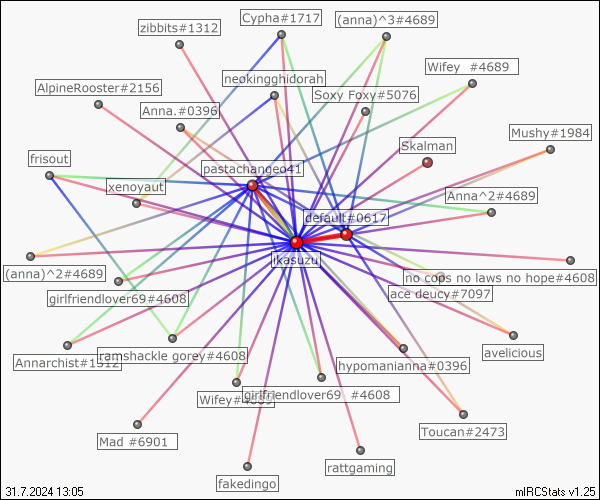 Cypha#1717
(anna)^3#4689
zibbits#1312
Wifey #4689
neokingghidorah
AlpineRooster#2156
Soxy Foxy#5076
Anna.#0396
Mushy#1984
Skalman
frisout
pastachangeo41
xenoyaut
Anna^2#4689
default#0617
ikasuzu
(anna)^2#4689
no cops no laws no hope#4608
ace deucy#7097
girlfriendlover69#4608
Annarchist#1312
ramshackle gorey#4608
avelicious
hypomanianna#0396
Wifey#4689
girlfriendlover69 #4608
Toucan#2473
Mad #6901
rattgaming
fakedingo
31.7.2024 13:05
mIRCStats v1.25